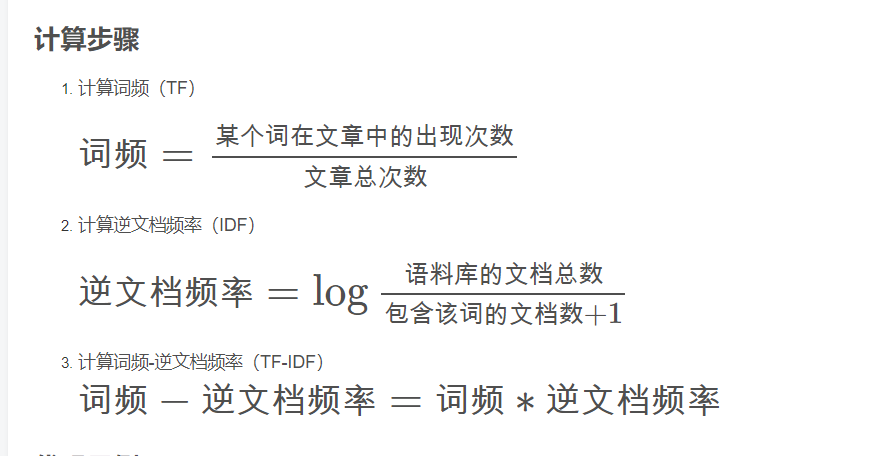 计算步骤
1. 计算词频（TF）
词频 = 某个词在文章中的出现次数 / 文章总次数
2. 计算逆文档频率（IDF）
逆文档频率 = log 语料库的文档总数 / 包含该词的文档数+1
3. 计算词频-逆文档频率（TF-IDF）
词频 − 逆文档频率 = 词频 * 逆文档频率